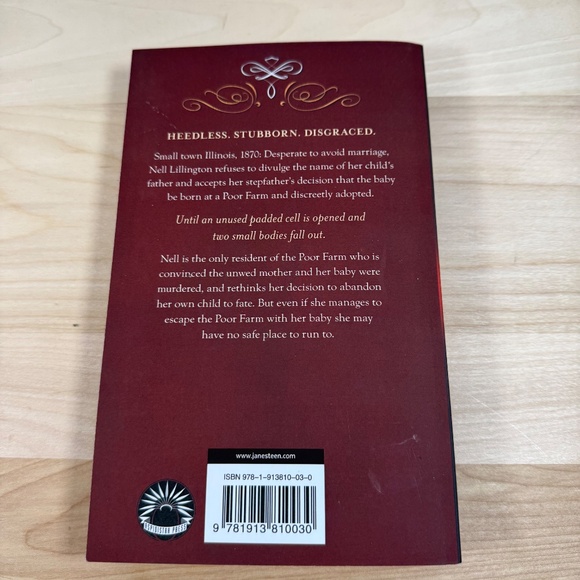 HEEDLESS. STUBBORN. DISGRACED.
Small town Illinois, 1870: Desperate to avoid marriage,
Nell Lillington refuses to divulge the name of her child's
father and accepts her stepfather's decision that the baby
be born at a Poor Farm and discreetly adopted.
Until an unused padded cell is opened and
two small bodies fall out.
Nell is the only resident of the Poor Farm who is
convinced the unwed mother and her baby were
murdered, and rethinks her decision to abandon
her own child to fate. But even if she manages to
escape the Poor Farm with her baby she may
have no safe place to run to.
www.janesteen.com
ISBN 978-1-913810-03-0
9 781913 810030
ASPIDISTRA PRESS